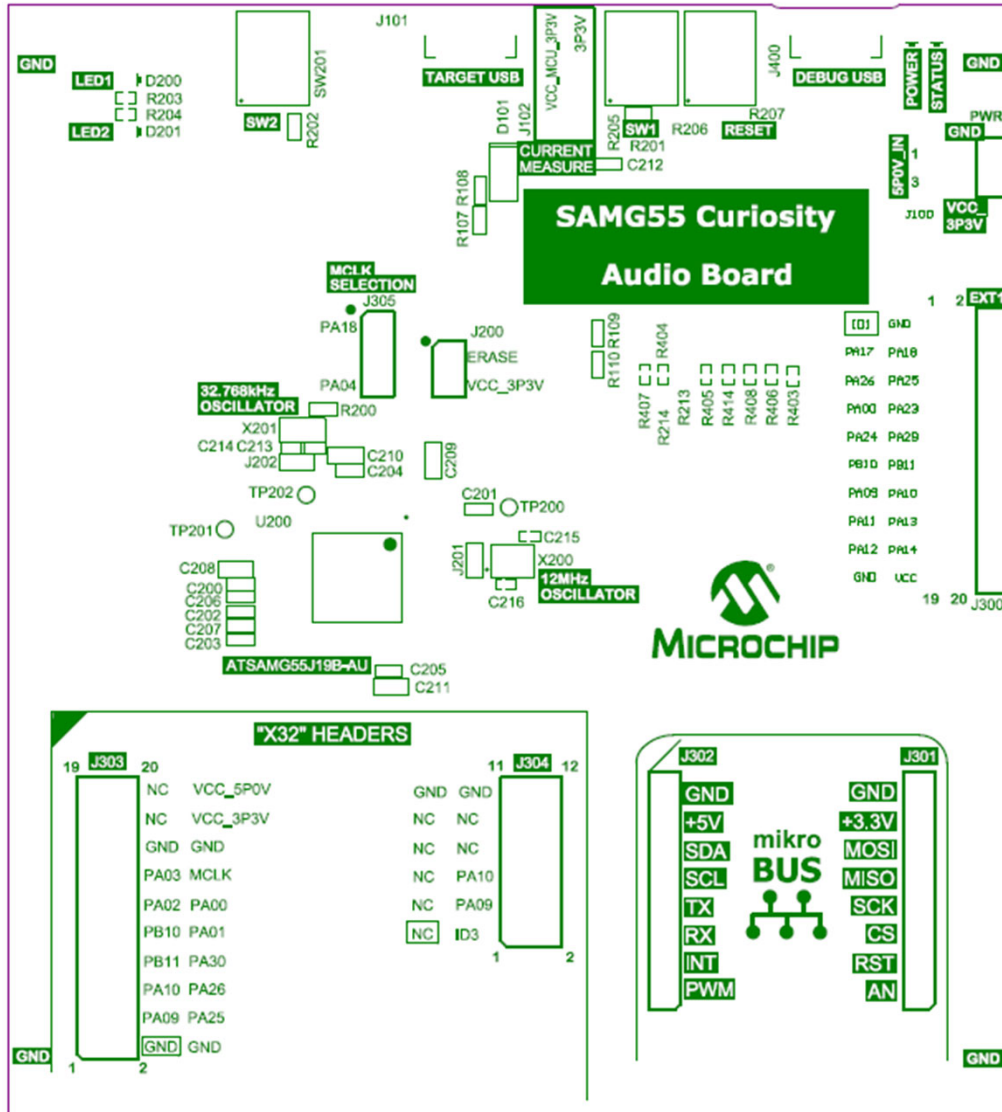 J101
GND
LED1
D200
R203
R204
LED2
D201
SW2
SW201
R202
TARGET USB
D101
J102
VCC_MCU_3P3V
3P3V
CURRENT
MEASURE
R205
SW1
R201
R206
RESET
R207
C212
J400
DEBUG USB
POWER
STATUS
GND
PWR
GND
5P0V_IN
1
3
J100
VCC_
3P3V
R108
R107
SAMG55 Curiosity
Audio Board
MCLK
SELECTION
J305
PA18
PA04
J200
ERASE
VCC_3P3V
R109
R110
R404
R407
R214
R213
R405
R414
R408
R406
R403
1 2 EXT1
ID1 GND
PA17 PA18
PA26 PA25
PA00 PA23
PA24 PA29
PB10 PB11
PA09 PA10
PA11 PA13
PA12 PA14
GND VCC
19 20 J300
32.768kHz
OSCILLATOR
R200
X201
C214 C213
J202
C210
C204
C209
TP202
TP201
U200
C201
TP200
C215
J201
X200
C216
12MHz
OSCILLATOR
C208
C200
C206
C202
C207
C203
ATSAMG55J19B-AU
C205
C211
MICROCHIP
®
"X32" HEADERS
19 J303 20
NC VCC_5P0V
NC VCC_3P3V
GND GND
PA03 MCLK
PA02 PA00
PB10 PA01
PB11 PA30
PA10 PA26
PA09 PA25
GND GND
1 2
11 J304 12
GND GND
NC NC
NC NC
NC PA10
NC PA09
NC ID3
1 2
J302
GND
+5V
SDA
SCL
TX
RX
INT
PWM
mikro
BUS
J301
GND
+3.3V
MOSI
MISO
SCK
CS
RST
AN
GND
GND